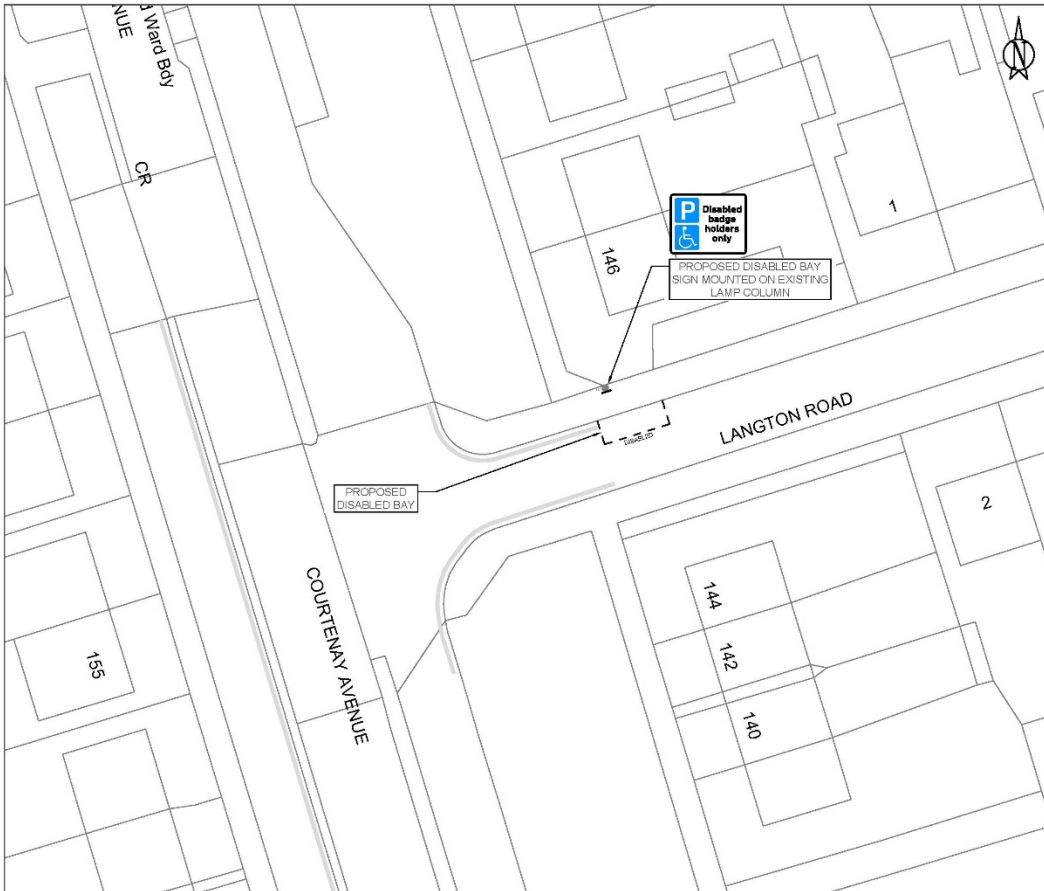 d Ward Bdy
NUE
CR
N
P
Disabled
badge
holders
only
1
146
PROPOSED DISABLED BAY
SIGN MOUNTED ON EXISTING
LAMP COLUMN
LANGTON ROAD
DISABLED
PROPOSED
DISABLED BAY
2
COURTENAY AVENUE
144
142
140
155